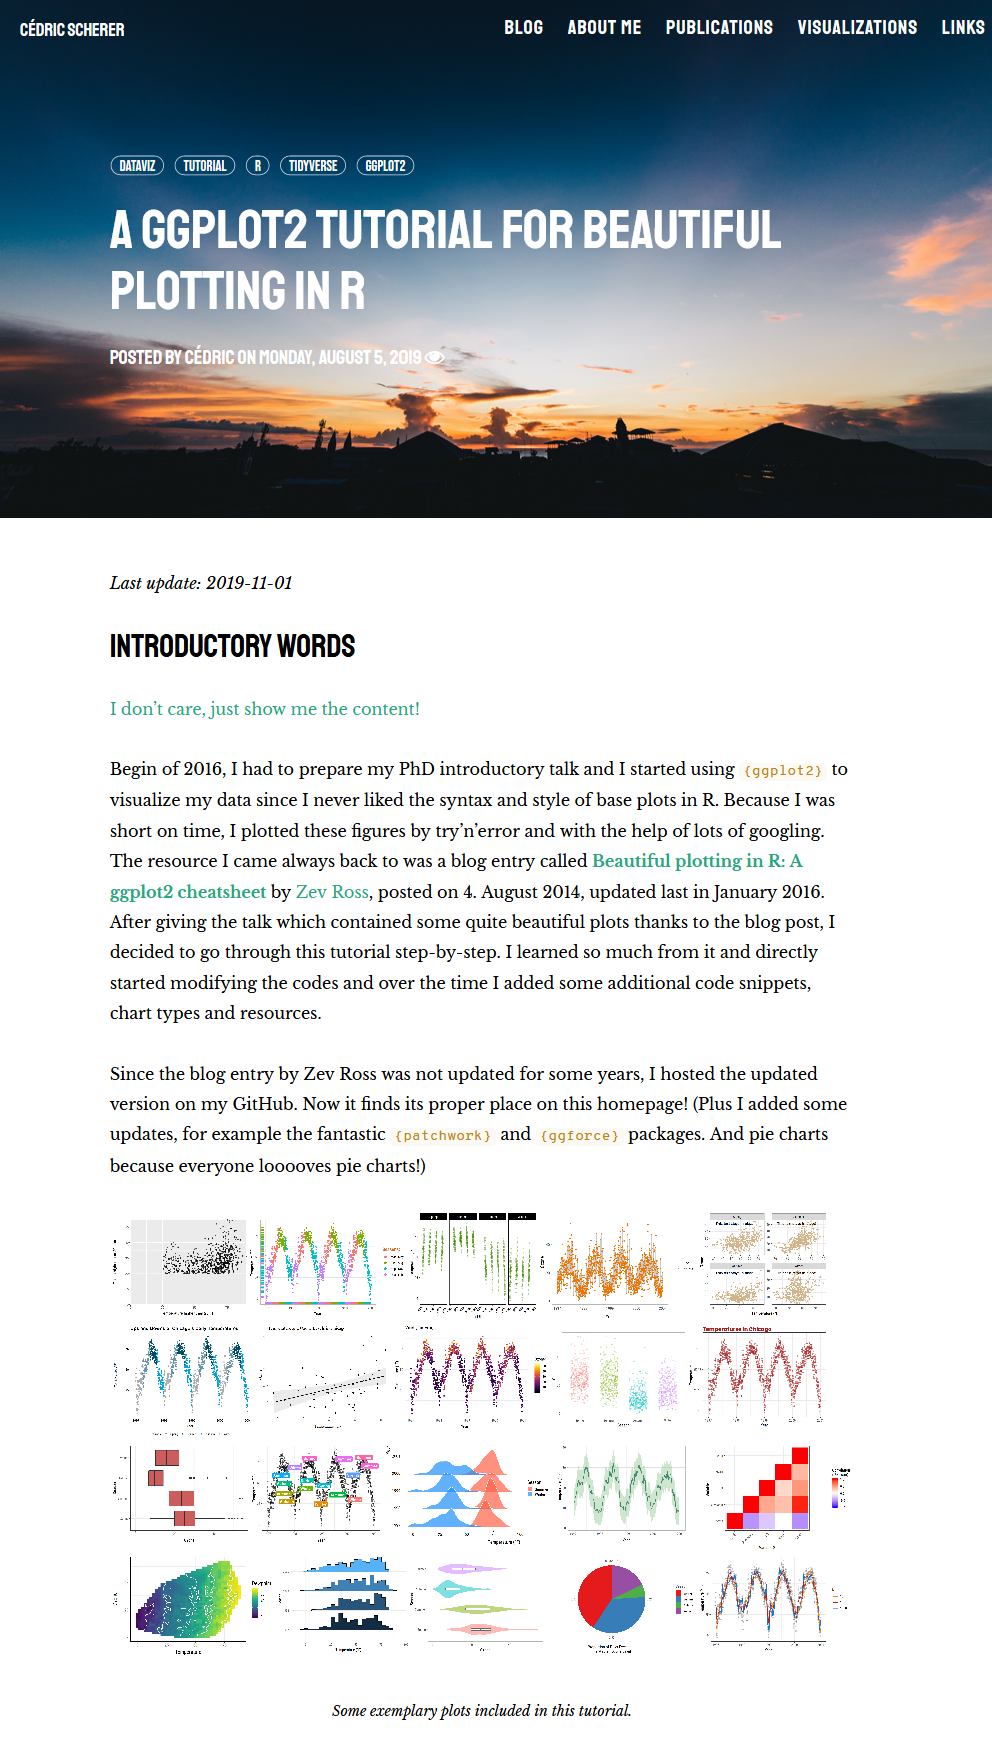 CÉDRIC SCHERER
BLOG ABOUT ME PUBLICATIONS VISUALIZATIONS LINKS
DATAVIZ TUTORIAL R TIDYVERSE GGPLOT2
A GGPLOT2 TUTORIAL FOR BEAUTIFUL
PLOTTING IN R
POSTED BY CÉDRIC ON MONDAY, AUGUST 5, 2019
Last update: 2019-11-01
INTRODUCTORY WORDS
I don't care, just show me the content!
Begin of 2016, I had to prepare my PhD introductory talk and I started using {ggplot2} to
visualize my data since I never liked the syntax and style of base plots in R. Because I was
short on time, I plotted these figures by try'n'error and with the help of lots of googling.
The resource I came always back to was a blog entry called Beautiful plotting in R: A
ggplot2 cheatsheet by Zev Ross, posted on 4. August 2014, updated last in January 2016.
After giving the talk which contained some quite beautiful plots thanks to the blog post, I
decided to go through this tutorial step-by-step. I learned so much from it and directly
started modifying the codes and over the time I added some additional code snippets,
chart types and resources.
Since the blog entry by Zev Ross was not updated for some years, I hosted the updated
version on my GitHub. Now it finds its proper place on this homepage! (Plus I added some
updates, for example the fantastic {patchwork} and {ggforce} packages. And pie charts
because everyone looooves pie charts!)
Temperatures in Chicago
Season
Temperature (°F)
Dewpoint
Temperature
Some exemplary plots included in this tutorial.